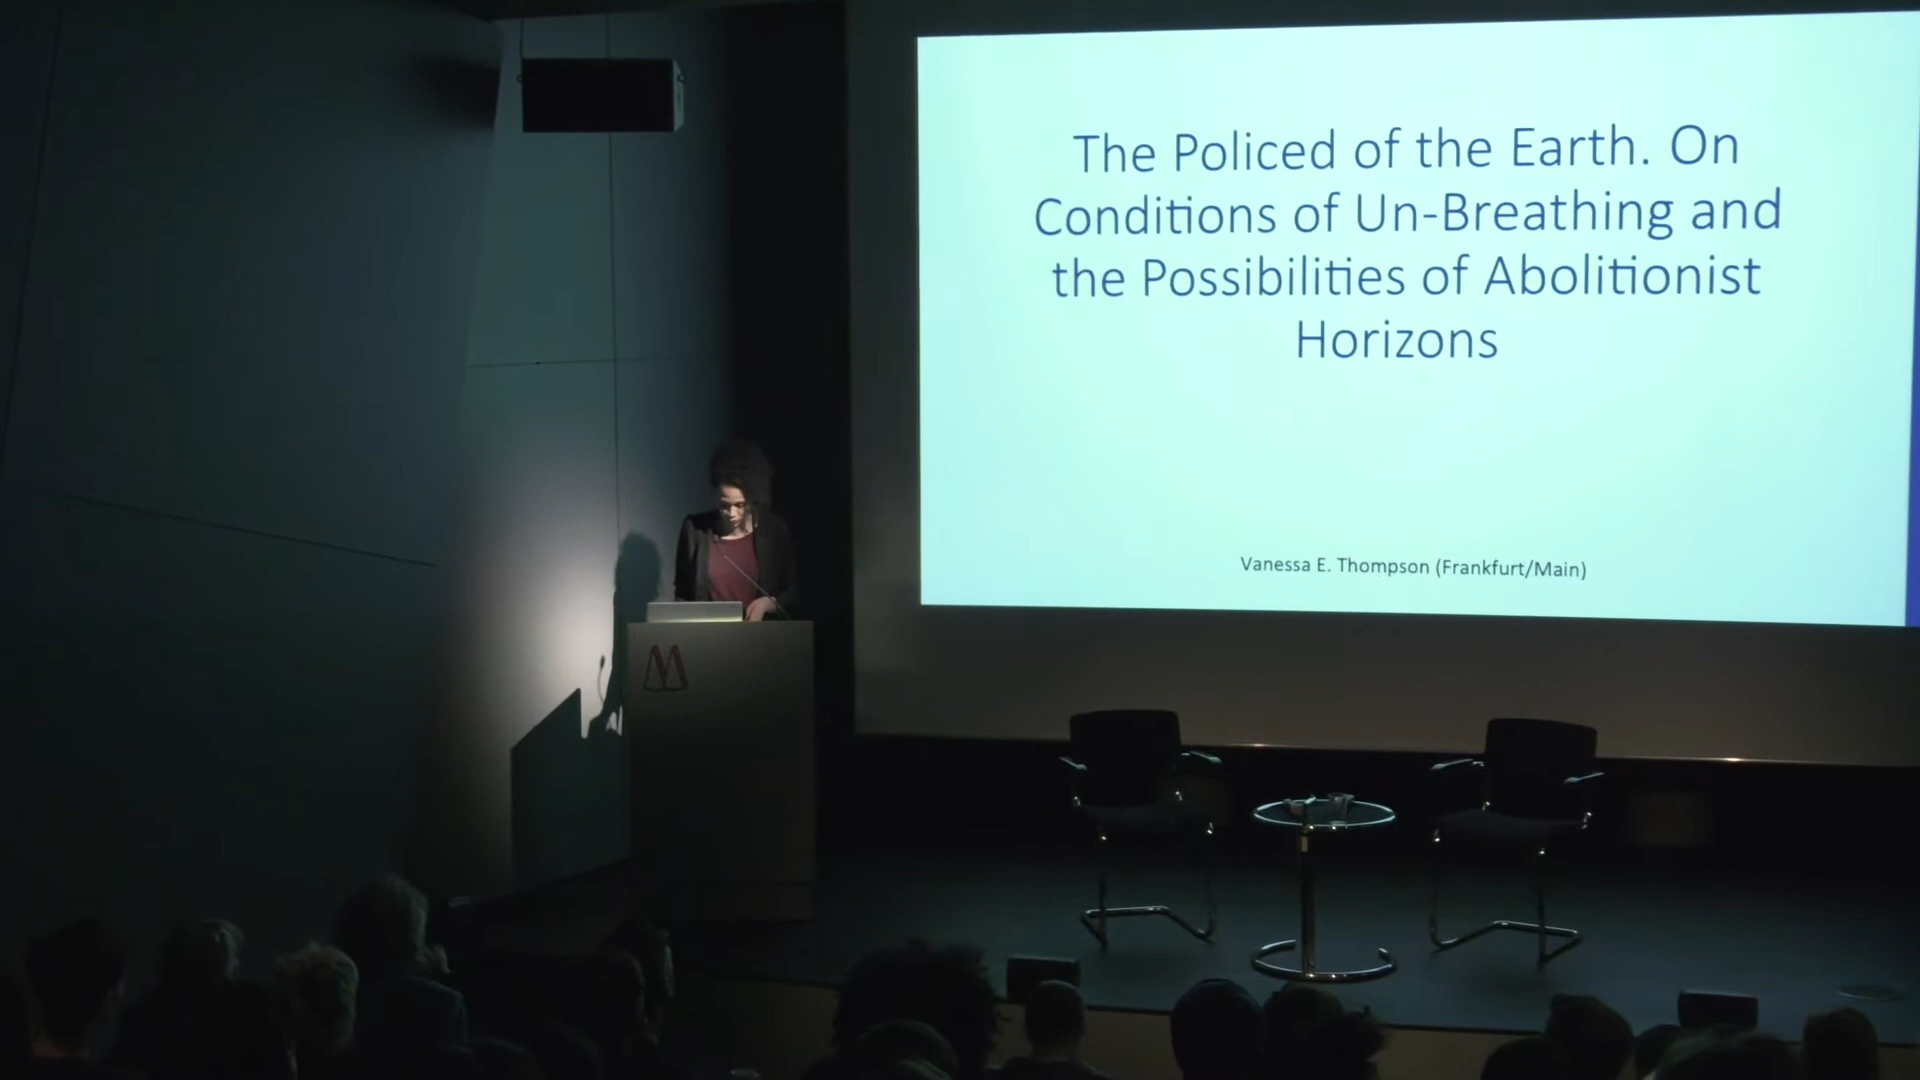 The Policed of the Earth. On
Conditions of Un-Breathing and
the Possibilities of Abolitionist
Horizons
Vanessa E. Thompson (Frankfurt/Main)
M